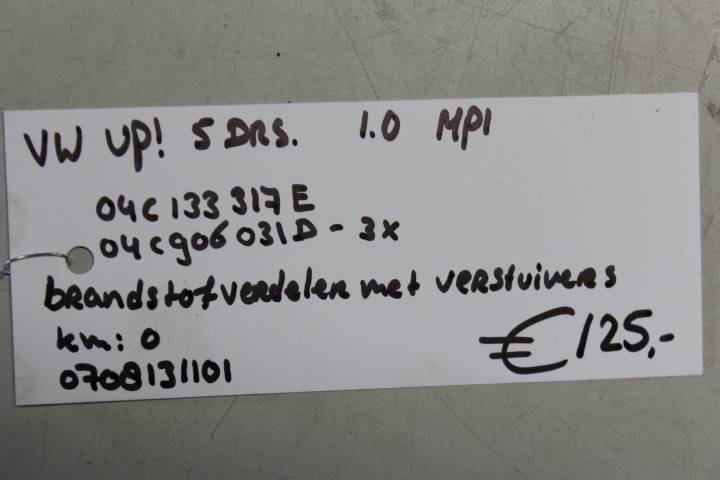 VW UP! 5 DRS. 1.0 MPI
04C 133 317 E
04C 906 031 D - 3x
brandstofverdeler met verstuivers
km: 0
0708131101
€ 125,-